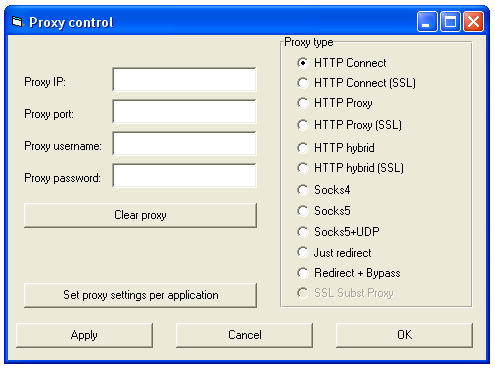 Proxy control
Proxy IP:
Proxy port:
Proxy username:
Proxy password:
Clear proxy
Set proxy settings per application
Proxy type
HTTP Connect
HTTP Connect (SSL)
HTTP Proxy
HTTP Proxy (SSL)
HTTP hybrid
HTTP hybrid (SSL)
Socks4
Socks5
Socks5+UDP
Just redirect
Redirect + Bypass
SSL Subst Proxy
Apply
Cancel
OK